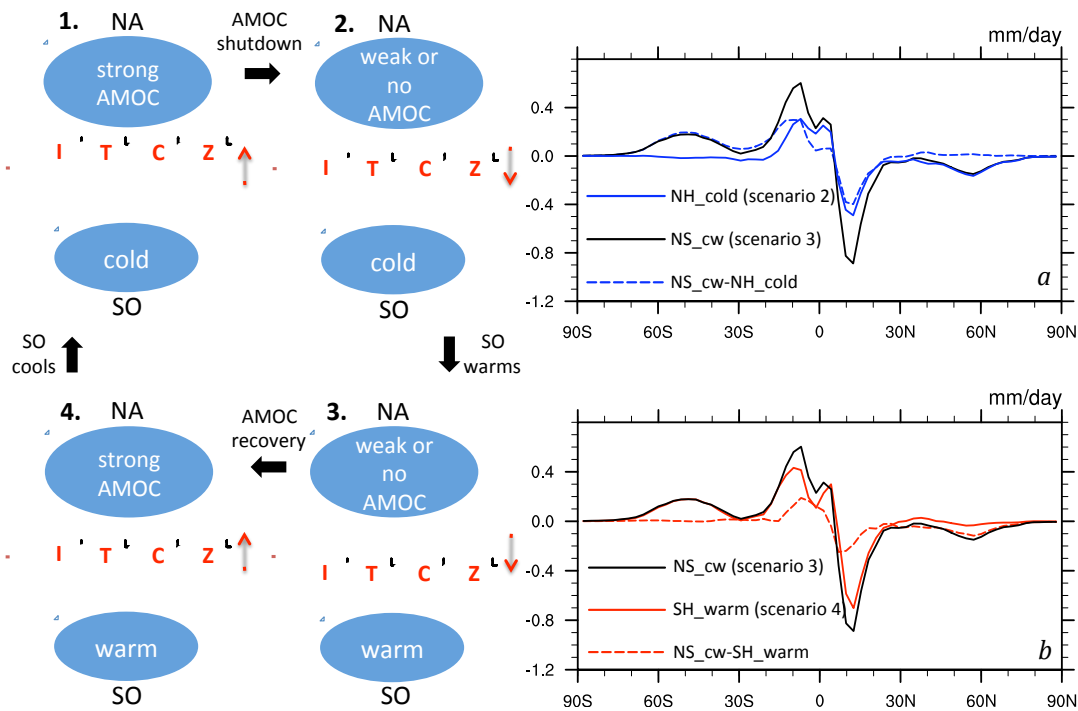 1. NA
AMOC
shutdown
2. NA
strong
AMOC
weak or
no
AMOC
I T C Z
I T C Z
cold
SO
cold
SO
SO
cools
SO
warms
4. NA
AMOC
recovery
3. NA
strong
AMOC
weak or
no
AMOC
I T C Z
I T C Z
warm
SO
warm
SO
mm/day
0.4
0.0
-0.4
-0.8
-1.2
NH_cold (scenario 2)
NS_cw (scenario 3)
NS_cw-NH_cold
a
90S 60S 30S 0 30N 60N 90N
mm/day
0.4
0.0
-0.4
-0.8
-1.2
NS_cw (scenario 3)
SH_warm (scenario 4)
NS_cw-SH_warm
b
90S 60S 30S 0 30N 60N 90N